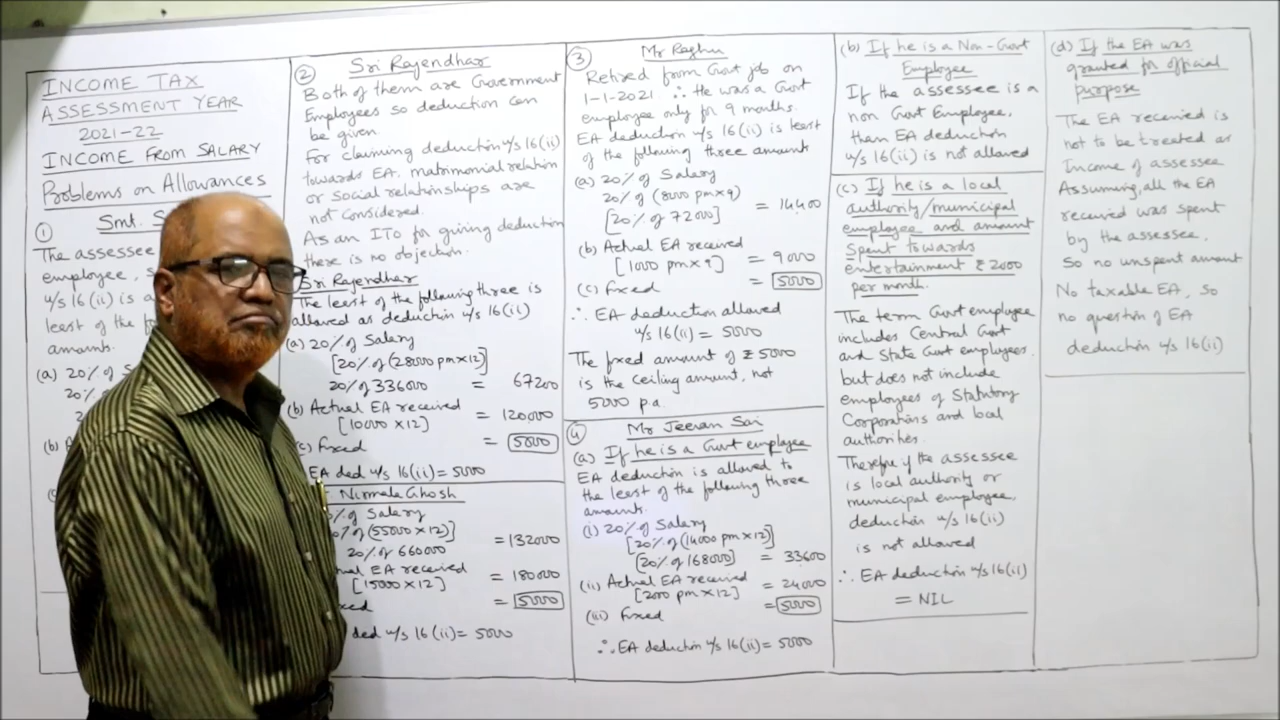 INCOME TAX
ASSESSMENT YEAR
2021-22
INCOME FROM SALARY
Problems on Allowances
①
Smt.
The assessee
employee,
u/s 16(ii) is
least of the
amounts.
(a) 20% of
20%
(b)
②
Sri Rajendhar
Both of them are Government
Employees so deduction can
be given.
For claiming deduction u/s 16(ii)
towards EA, matrimonial relation
or social relationships are
not considered.
As an ITO for giving deduction
there is no objection.
Sri Rajendhar
The least of the following three is
allowed as deduction u/s 16(ii)
(a) 20% of Salary
[20% of (28000 pm×12]
20% of 336000 = 67200
(b) Actual EA received
[10000 ×12] = 120000
(c) Fixed = 5000
EA ded u/s 16(ii) = 5000
Nirmala Ghosh
% of Salary
% of (55000 ×12)]
20% of 660000 = 132000
EA received
[15000 ×12] = 180000
= 5000
ded u/s 16(ii) = 5000
③
Mr Raghu
Retired from Govt job on
1-1-2021 ∴ He was a Govt
employee only for 9 months.
EA deduction u/s 16(ii) is least
of the following three amounts
(a) 20% of Salary
20% of (8000 pm×9)
[20% of 72000] = 14400
(b) Actual EA received
[1000 pm×9] = 9000
(c) Fixed = 5000
∴ EA deduction allowed
u/s 16(ii) = 5000
The fixed amount of ₹ 5000
is the ceiling amount, not
5000 p.a.
④
Mr Jeevan Sai
(a) If he is a Govt employee
EA deduction is allowed to
the least of the following three
amounts.
(i) 20% of Salary
[20% of (14000 pm×12]
[20% of 168000] = 33600
(ii) Actual EA received
[2000 pm×12] = 24000
(iii) Fixed = 5000
∴ EA deduction u/s 16(ii) = 5000
(b) If he is a Non-Govt
Employee
If the assessee is a
non Govt Employee,
then EA deduction
u/s 16(ii) is not allowed
(c) If he is a local
authority/municipal
employee and amount
spent towards
entertainment ₹ 2000
per month.
The term Govt employee
includes Central Govt
and State Govt employees.
but does not include
employees of Statutory
Corporations and local
authorities.
Therefore if the assessee
is local authority or
municipal employee,
deduction u/s 16(ii)
is not allowed
∴ EA deduction u/s 16(ii)
= NIL
(d) If the EA was
granted for official
purpose
The EA received is
not to be treated as
Income of assessee
Assuming, all the EA
received was spent
by the assessee.
So no unspent amount
No taxable EA, so
no question of EA
deduction u/s 16(ii)